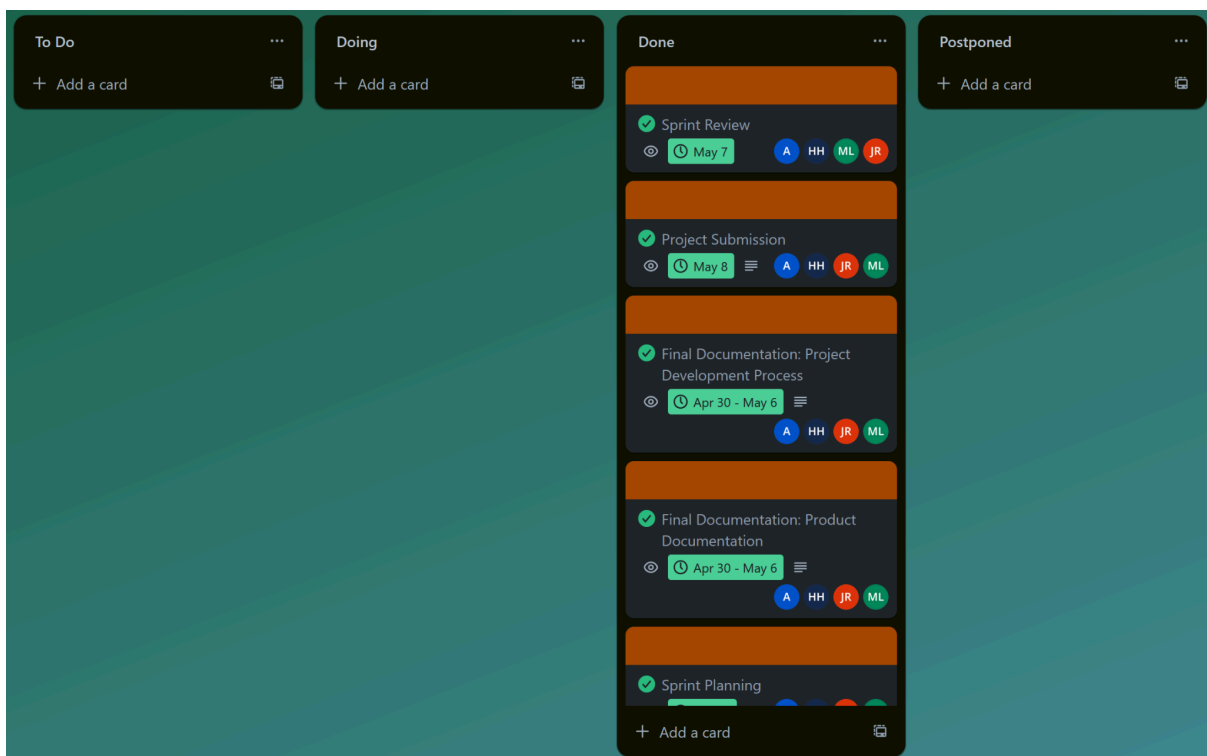 To Do
Add a card
Doing
Add a card
Done
Sprint Review
May 7
A HH ML JR
Project Submission
May 8
A HH JR ML
Final Documentation: Project
Development Process
Apr 30 - May 6
A HH JR ML
Final Documentation: Product
Documentation
Apr 30 - May 6
A HH JR ML
Sprint Planning
Add a card
Postponed
Add a card